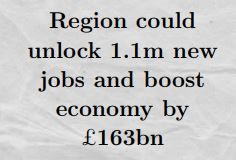 Region could
unlock 1.1m new
jobs and boost
economy by
£163bn